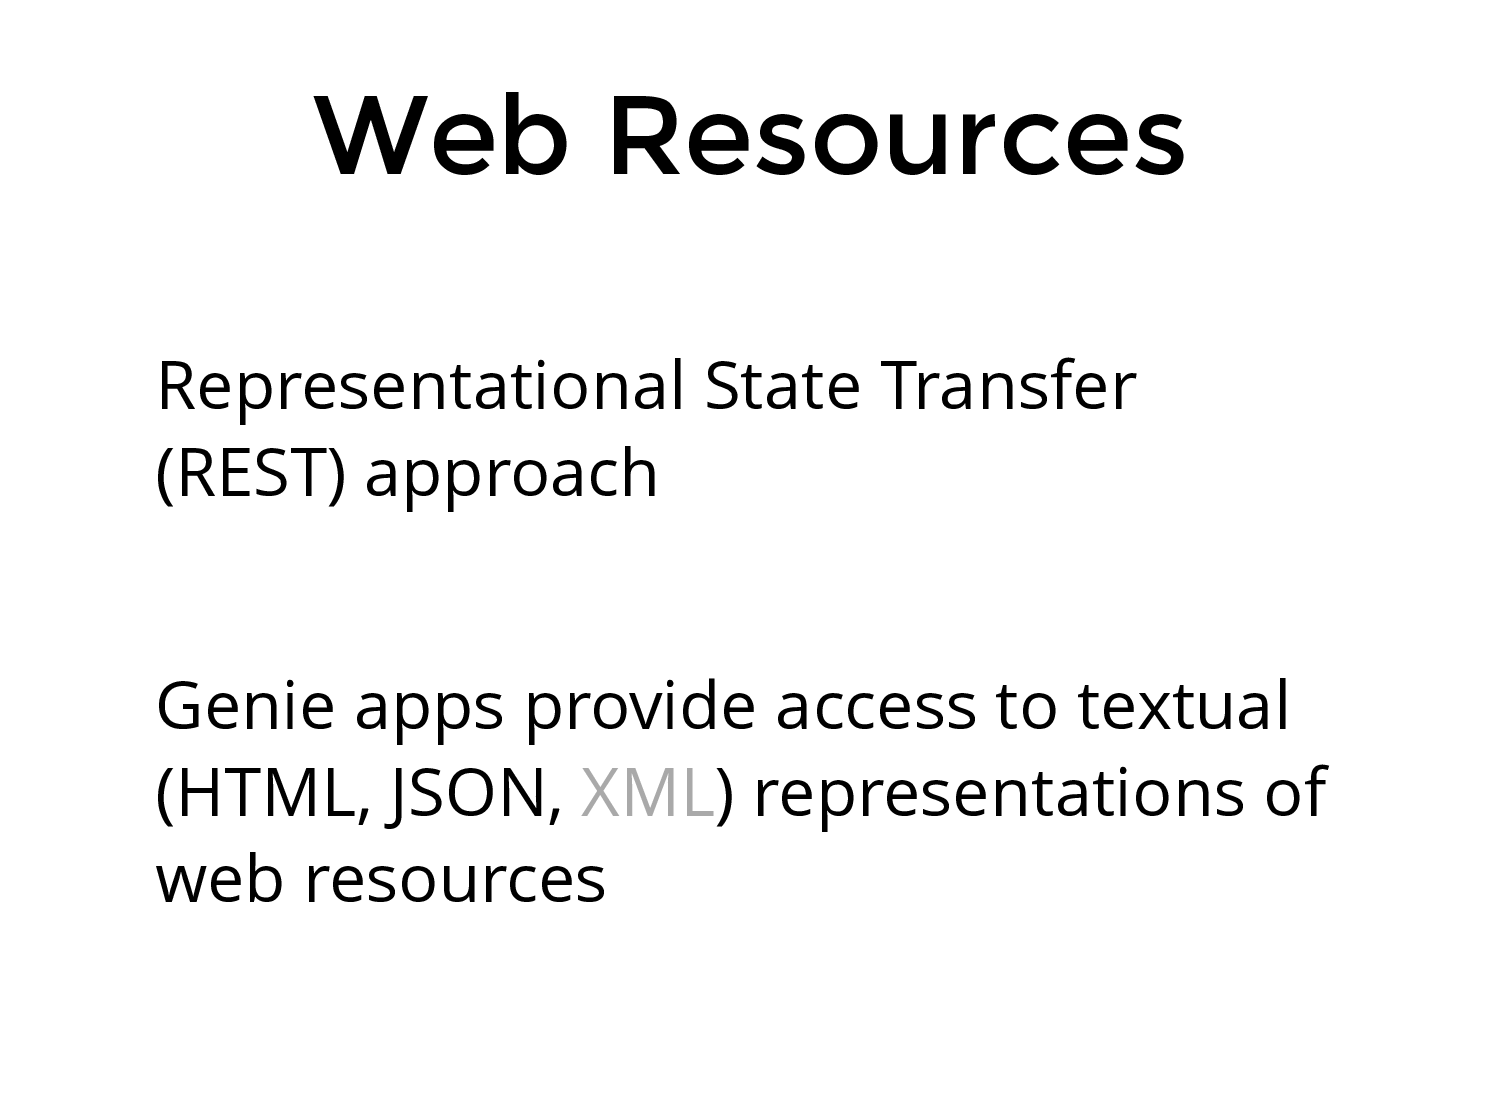 Web Resources
Representational State Transfer
(REST) approach
Genie apps provide access to textual
(HTML, JSON, XML) representations of
web resources